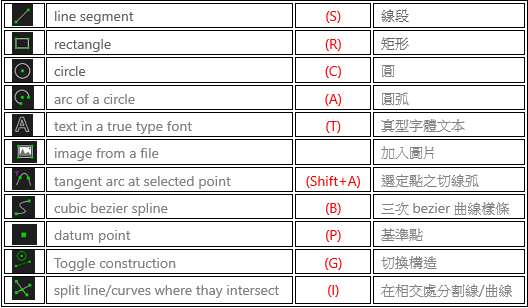 line segment (S) 線段
rectangle (R) 矩形
circle (C) 圓
arc of a circle (A) 圓弧
text in a true type font (T) 真型字體文本
image from a file 加入圖片
tangent arc at selected point (Shift+A) 選定點之切線弧
cubic bezier spline (B) 三次 bezier 曲線樣條
datum point (P) 基準點
Toggle construction (G) 切換構造
split line/curves where thay intersect (I) 在相交處分割線/曲線